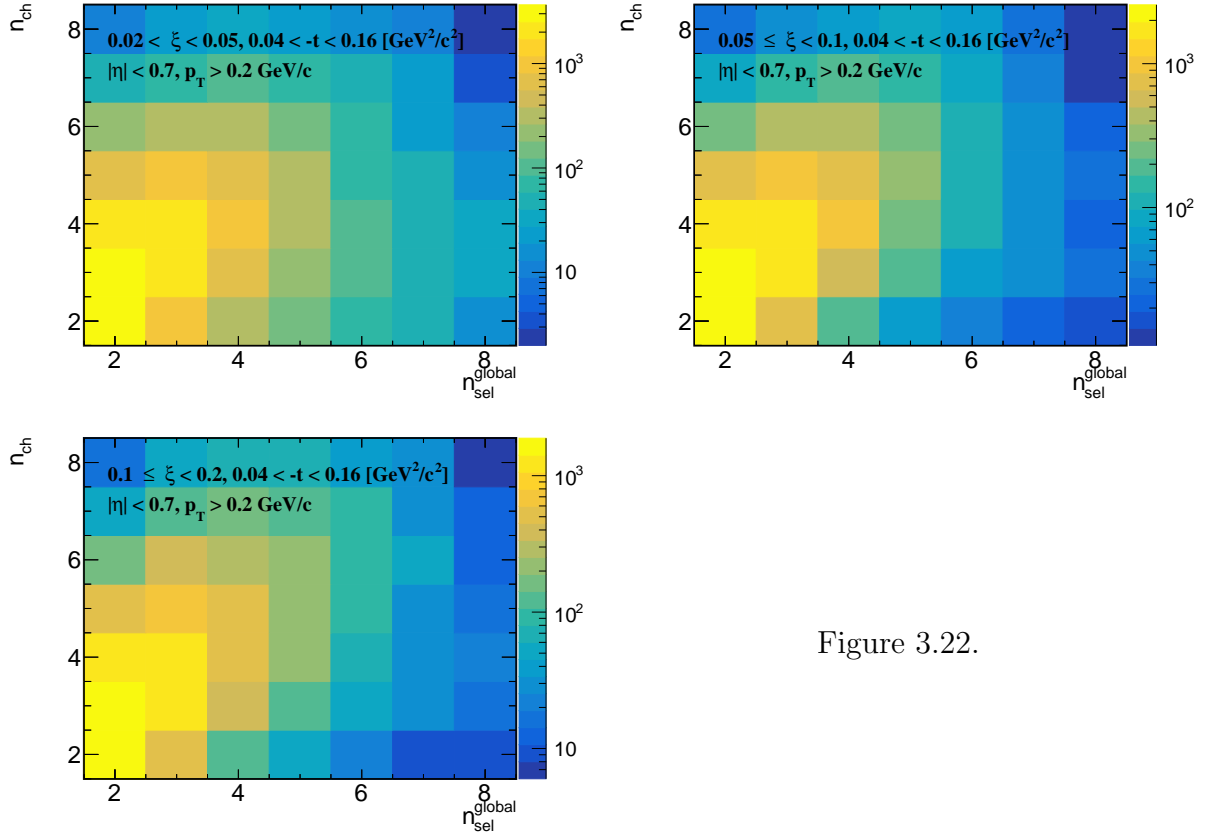 n_ch
0.02 < ξ < 0.05, 0.04 < -t < 0.16 [GeV²/c²]
|η| < 0.7, p_T > 0.2 GeV/c
8
6
4
2
2 4 6 8
n_sel^global
10³
10²
10
n_ch
0.05 ≤ ξ < 0.1, 0.04 < -t < 0.16 [GeV²/c²]
|η| < 0.7, p_T > 0.2 GeV/c
8
6
4
2
2 4 6 8
n_sel^global
10³
10²
n_ch
0.1 ≤ ξ < 0.2, 0.04 < -t < 0.16 [GeV²/c²]
|η| < 0.7, p_T > 0.2 GeV/c
8
6
4
2
2 4 6 8
n_sel^global
10³
10²
10
Figure 3.22.